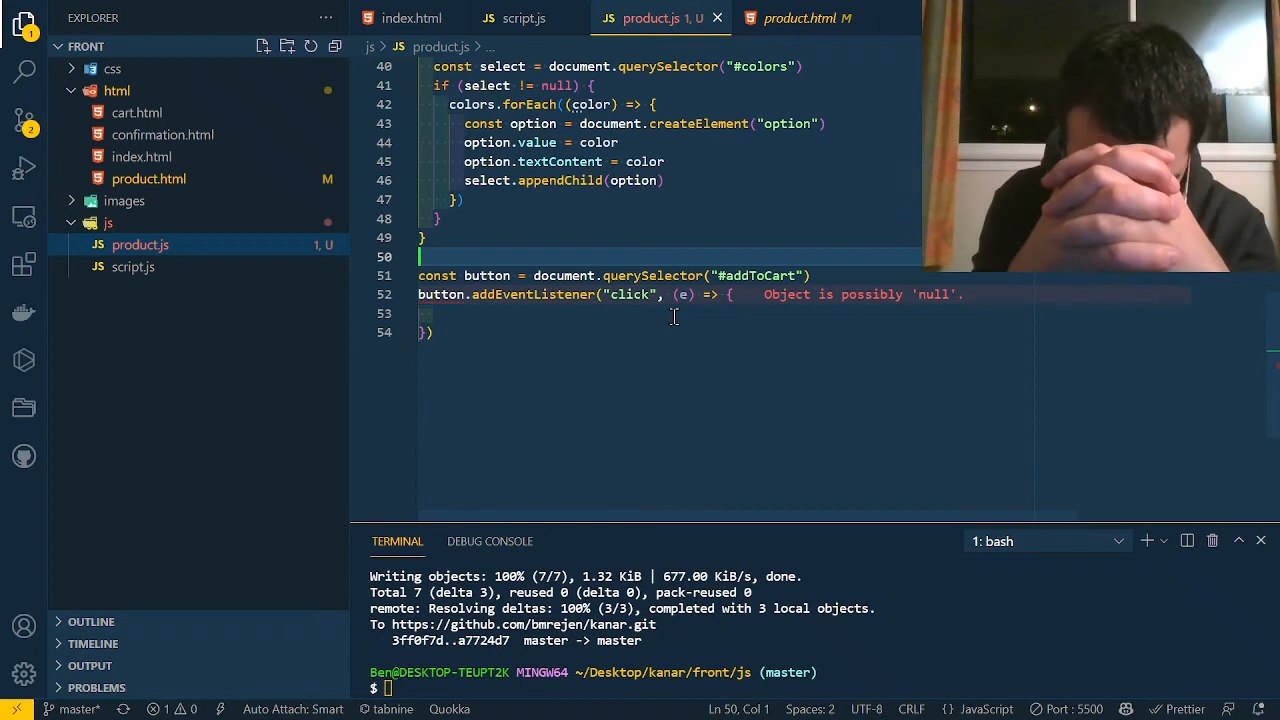 EXPLORER
FRONT
css
html
cart.html
confirmation.html
index.html
product.html M
images
js
product.js 1, U
script.js
OUTLINE
TIMELINE
OUTPUT
PROBLEMS
1
2
index.html
script.js
product.js 1, U
product.html M
js > product.js > ...
40 const select = document.querySelector("#colors")
41 if (select != null) {
42 colors.forEach((color) => {
43 const option = document.createElement("option")
44 option.value = color
45 option.textContent = color
46 select.appendChild(option)
47 })
48 }
49 }
50
51 const button = document.querySelector("#addToCart")
52 button.addEventListener("click", (e) => { Object is possibly 'null'.
53
54 })
TERMINAL DEBUG CONSOLE 1: bash
Writing objects: 100% (7/7), 1.32 KiB | 677.00 KiB/s, done.
Total 7 (delta 3), reused 0 (delta 0), pack-reused 0
remote: Resolving deltas: 100% (3/3), completed with 3 local objects.
To https://github.com/bmrejen/kanar.git
3ff0f7d..a7724d7 master -> master
Ben@DESKTOP-TEUPT2K MINGW64 ~/Desktop/kanar/front/js (master)
$
master* 1 0 Auto Attach: Smart tabnine Quokka Ln 50, Col 1 Spaces: 2 UTF-8 CRLF {} JavaScript Port : 5500 Prettier